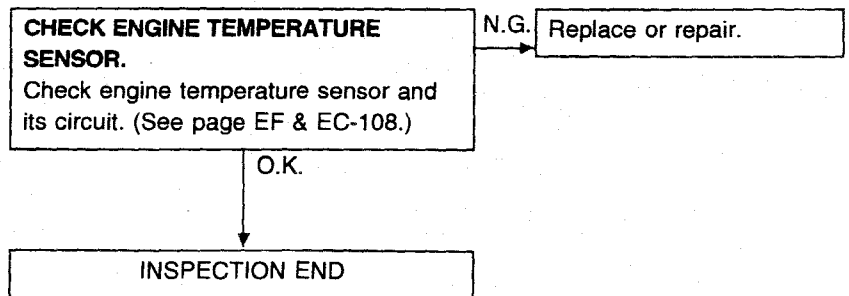 CHECK ENGINE TEMPERATURE
SENSOR.
Check engine temperature sensor and
its circuit. (See page EF & EC-108.)
N.G.
Replace or repair.
O.K.
INSPECTION END